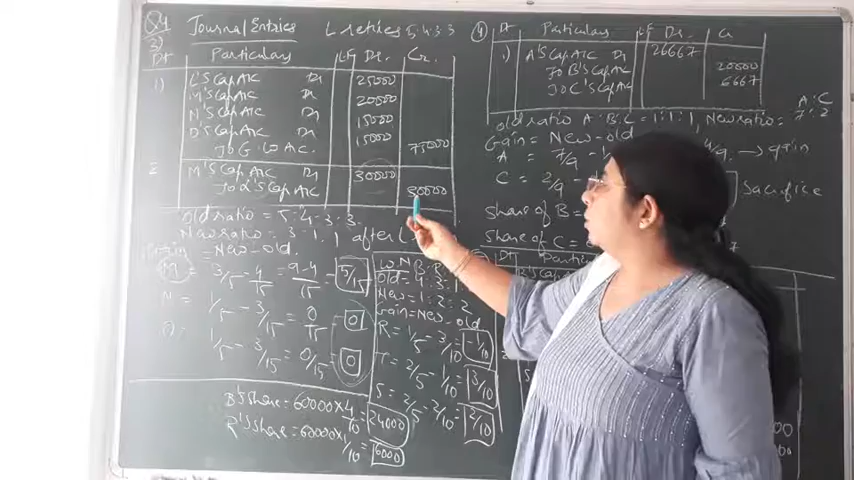 Q4 Journal Entries L retires 5:4:3:3
3)
Dt Particulars LF Dr. Cr.
1) L'S Cap A/C Dr 25000
M'S Cap A/C Dr 20000
N'S Cap A/C Dr 15000
O'S Cap A/C Dr 15000
To G.W A/C. 75000
2 M'S Cap A/C Dr 30000
To L'S Cap A/C 30000
Old ratio = 5:4:3:3.
New ratio = 3:1:1 after
Gain = New - old.
M = 3/5 - 4/15 = 9-4/15 = 5/15
N = 1/5 - 3/15 = 0/15 = 0
O = 1/5 - 3/15 = 0/15 = 0
B'S Share = 60000 x 4/10 = 24000
R'S Share = 60000 x 1/10 = 6000
Old = 4:3:1
New = 1:2:2
Gain = New - old
R = 1/5 - 3/10 = -1/10
T = 2/5 - 1/10 = 3/10
S = 2/5 - 2/10 = 2/10
4) Dt Particulars LF Dr. Cr
1) A'S Cap A/C Dr 26667
To B'S Cap A/C 20000
To C'S Cap A/C 6667
Old ratio A:B:C = 1:1:1, New ratio = A:C 7:2
Gain = New - old
A = 7/9 - /9 → gain
C = 2/9 - Sacrifice
Share of B =
Share of C =
Dt
B'S Cap A/C